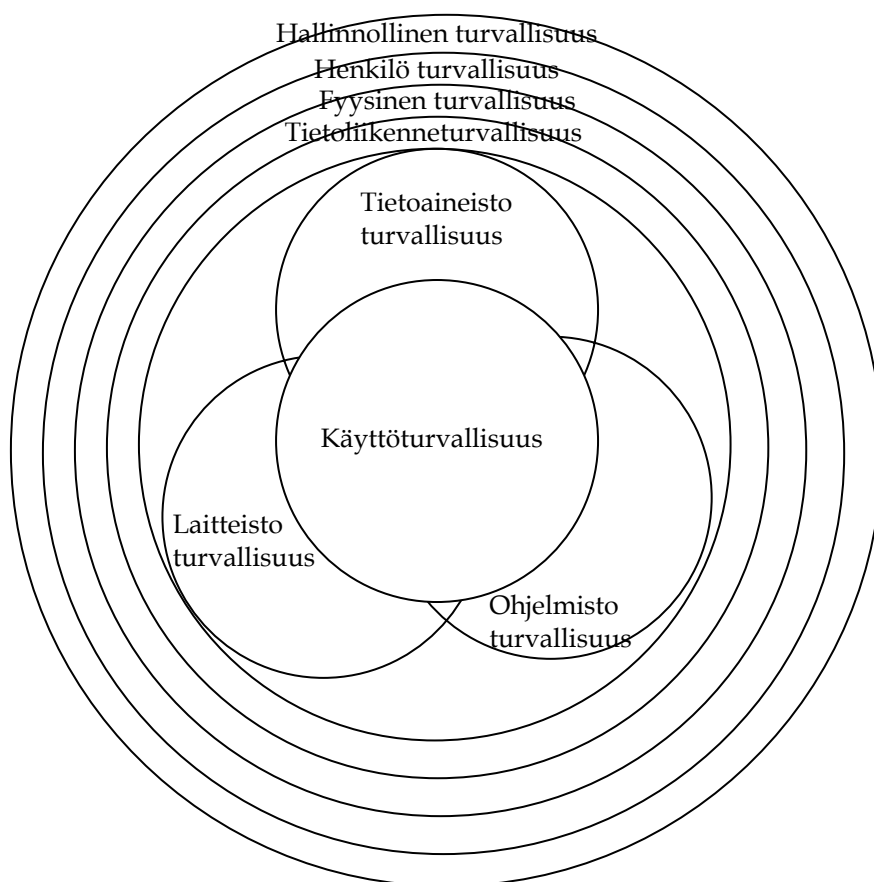 Hallinnollinen turvallisuus
Henkilö turvallisuus
Fyysinen turvallisuus
Tietoliikenneturvallisuus
Tietoaineisto
turvallisuus
Käyttöturvallisuus
Laitteisto
turvallisuus
Ohjelmisto
turvallisuus